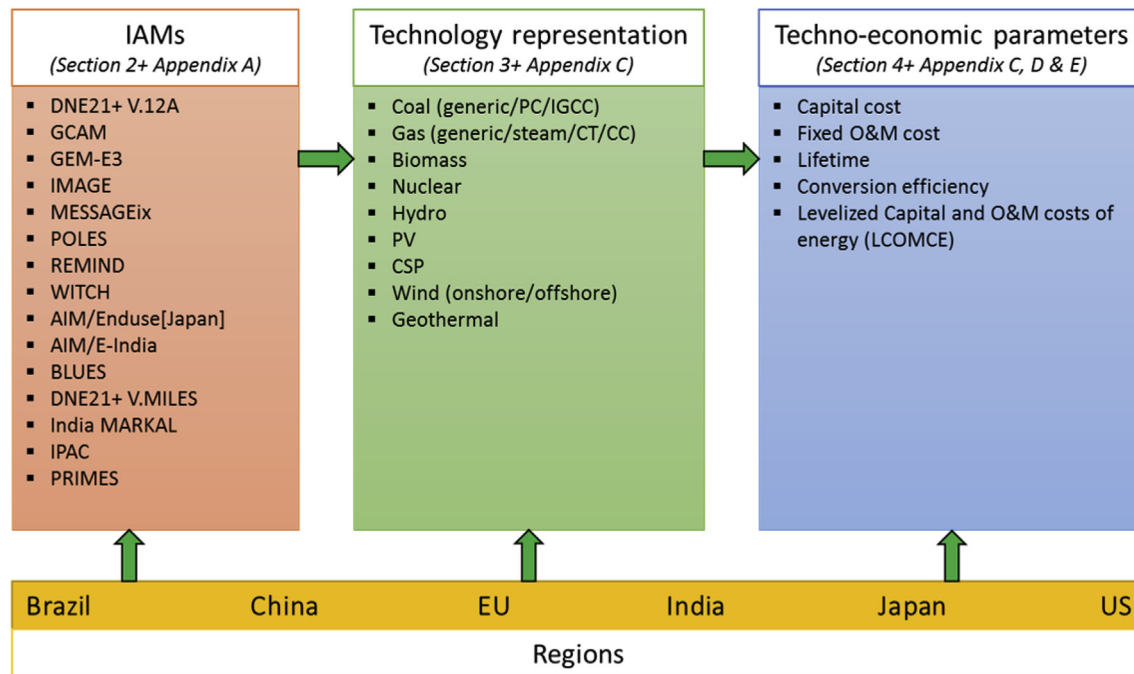 IAMs
(Section 2+ Appendix A)
▪ DNE21+ V.12A
▪ GCAM
▪ GEM-E3
▪ IMAGE
▪ MESSAGEix
▪ POLES
▪ REMIND
▪ WITCH
▪ AIM/Enduse[Japan]
▪ AIM/E-India
▪ BLUES
▪ DNE21+ V.MILES
▪ India MARKAL
▪ IPAC
▪ PRIMES
Technology representation
(Section 3+ Appendix C)
▪ Coal (generic/PC/IGCC)
▪ Gas (generic/steam/CT/CC)
▪ Biomass
▪ Nuclear
▪ Hydro
▪ PV
▪ CSP
▪ Wind (onshore/offshore)
▪ Geothermal
Techno-economic parameters
(Section 4+ Appendix C, D & E)
▪ Capital cost
▪ Fixed O&M cost
▪ Lifetime
▪ Conversion efficiency
▪ Levelized Capital and O&M costs of
energy (LCOMCE)
Brazil China EU India Japan US
Regions